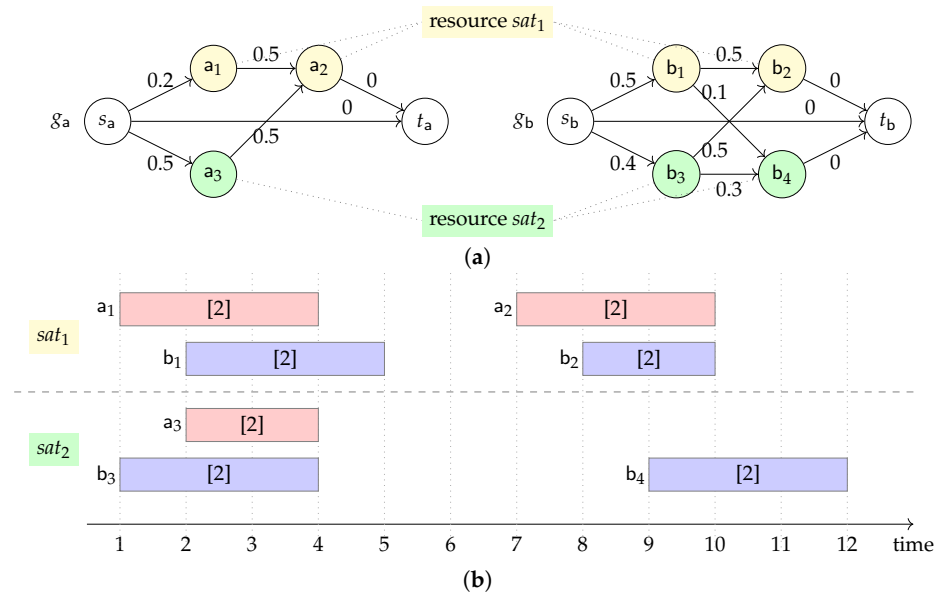 resource sat₁
a₁ 0.5 a₂ b₁ 0.5 b₂
0.2 0 0.5 0.1 0
gₐ sₐ 0 tₐ g_b s_b 0 t_b
0.5 0.5 0.4 0.5 0
a₃ b₃ 0.3 b₄
resource sat₂
(a)
a₁ [2] a₂ [2]
sat₁
b₁ [2] b₂ [2]
a₃ [2]
sat₂
b₃ [2] b₄ [2]
1 2 3 4 5 6 7 8 9 10 11 12 time
(b)